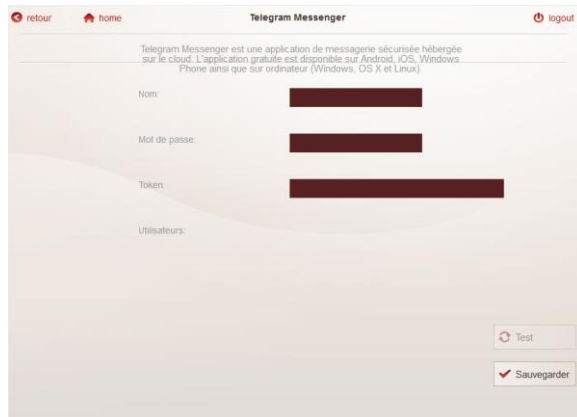 retour home Telegram Messenger logout
Telegram Messenger est une application de messagerie sécurisée hébergée
sur le cloud. L'application gratuite est disponible sur Android, iOS, Windows
Phone ainsi que sur ordinateur (Windows, OS X et Linux)
Nom:
Mot de passe:
Token:
Utilisateurs:
Test
Sauvegarder